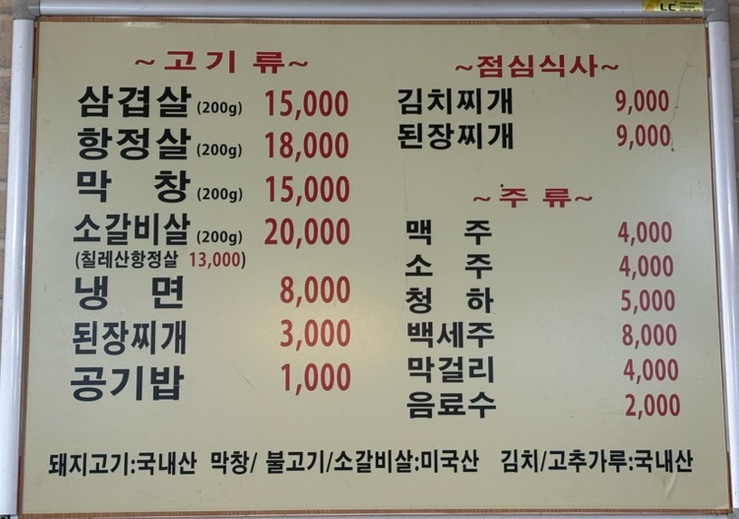 ~고기 류~
삼겹살 (200g) 15,000
항정살 (200g) 18,000
막 창 (200g) 15,000
소갈비살 (200g) 20,000
(칠레산항정살 13,000)
냉 면 8,000
된장찌개 3,000
공기밥 1,000
~점심식사~
김치찌개 9,000
된장찌개 9,000
~주 류~
맥 주 4,000
소 주 4,000
청 하 5,000
백세주 8,000
막걸리 4,000
음료수 2,000
돼지고기:국내산 막창/ 불고기/소갈비살:미국산 김치/고추가루:국내산